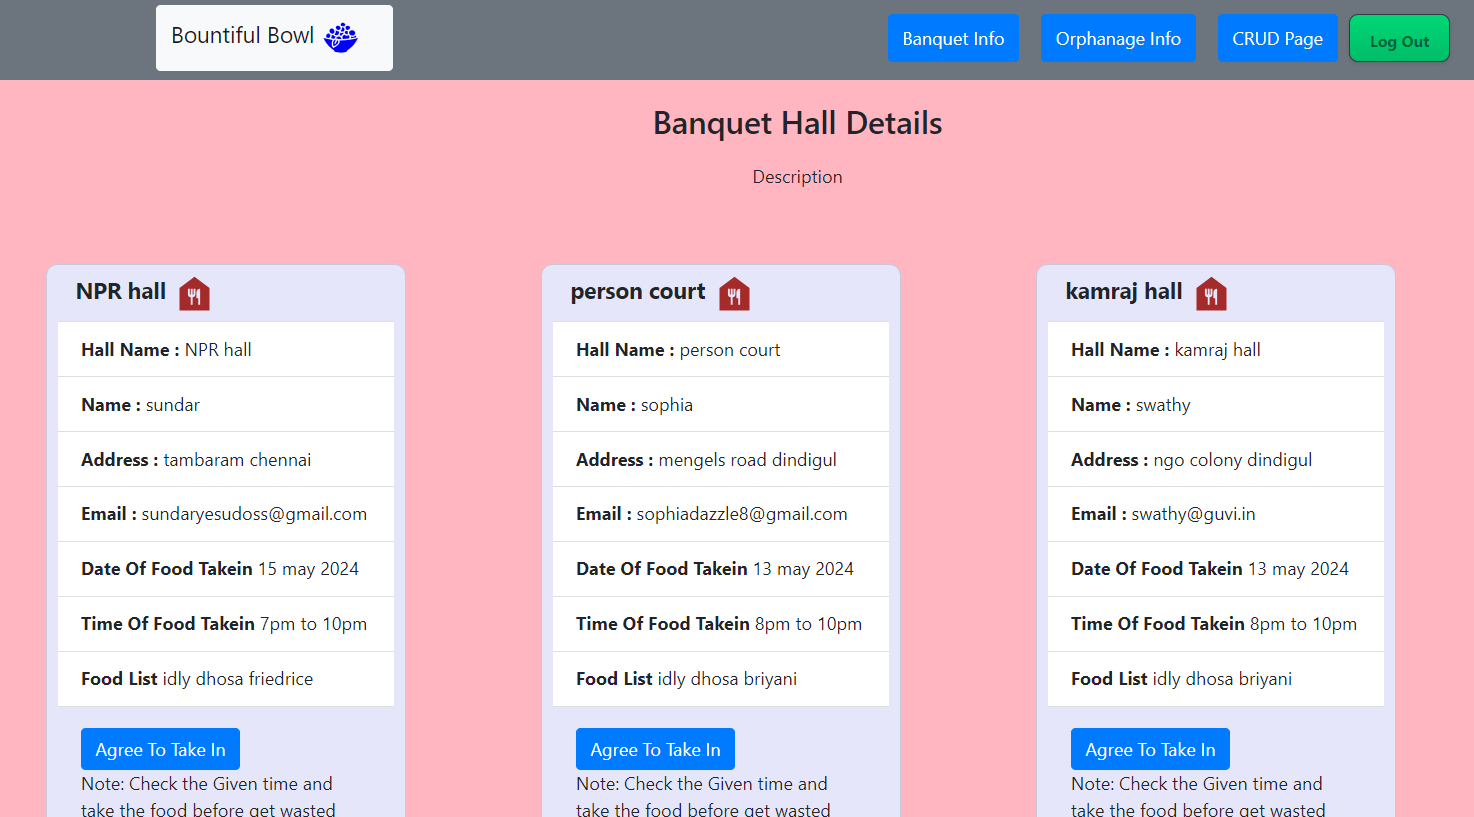 Bountiful Bowl
Banquet Info
Orphanage Info
CRUD Page
Log Out
Banquet Hall Details
Description
NPR hall
Hall Name : NPR hall
Name : sundar
Address : tambaram chennai
Email : sundaryesudoss@gmail.com
Date Of Food Takein 15 may 2024
Time Of Food Takein 7pm to 10pm
Food List idly dhosa friedrice
Agree To Take In
Note: Check the Given time and
take the food before get wasted
person court
Hall Name : person court
Name : sophia
Address : mengels road dindigul
Email : sophiadazzle8@gmail.com
Date Of Food Takein 13 may 2024
Time Of Food Takein 8pm to 10pm
Food List idly dhosa briyani
Agree To Take In
Note: Check the Given time and
take the food before get wasted
kamraj hall
Hall Name : kamraj hall
Name : swathy
Address : ngo colony dindigul
Email : swathy@guvi.in
Date Of Food Takein 13 may 2024
Time Of Food Takein 8pm to 10pm
Food List idly dhosa briyani
Agree To Take In
Note: Check the Given time and
take the food before get wasted